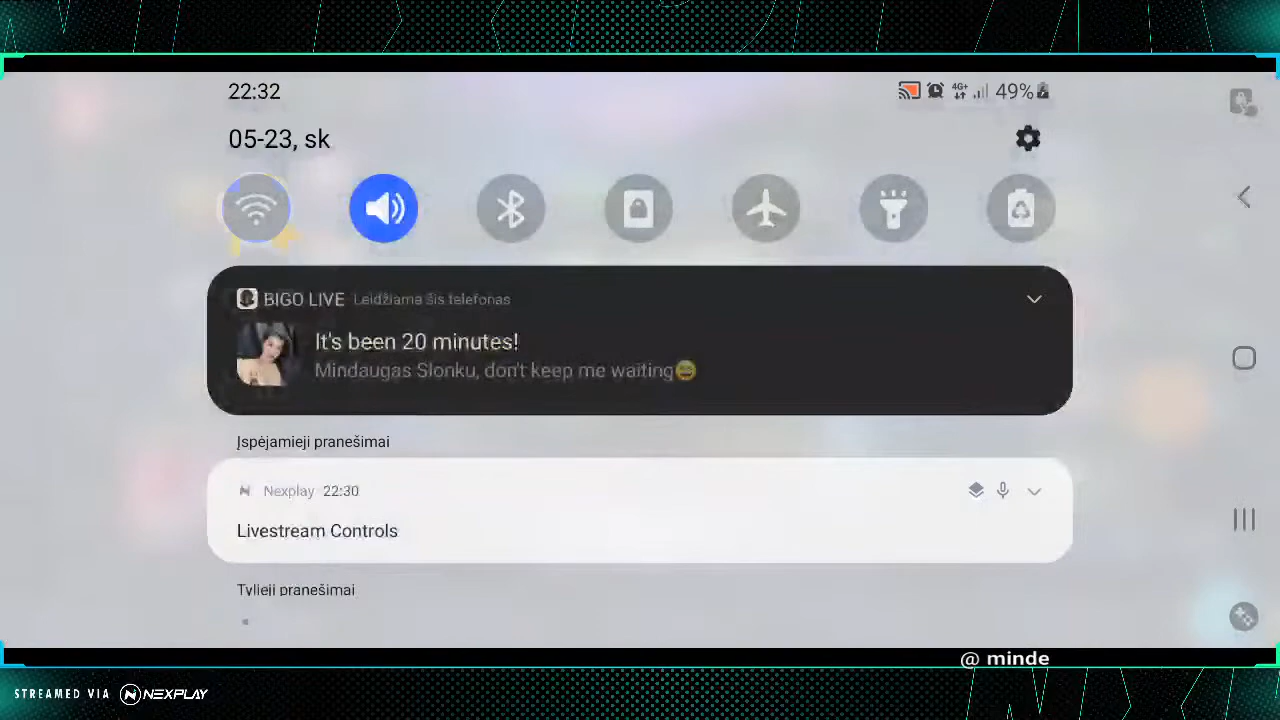 22:32
4G+ 49%
05-23, sk
BIGO LIVE Leidžiama šis telefonas
It's been 20 minutes!
Mindaugas Slonku, don't keep me waiting😅
Įspėjamieji pranešimai
Nexplay 22:30
Livestream Controls
Tylieji pranešimai
@ minde
STREAMED VIA NEXPLAY